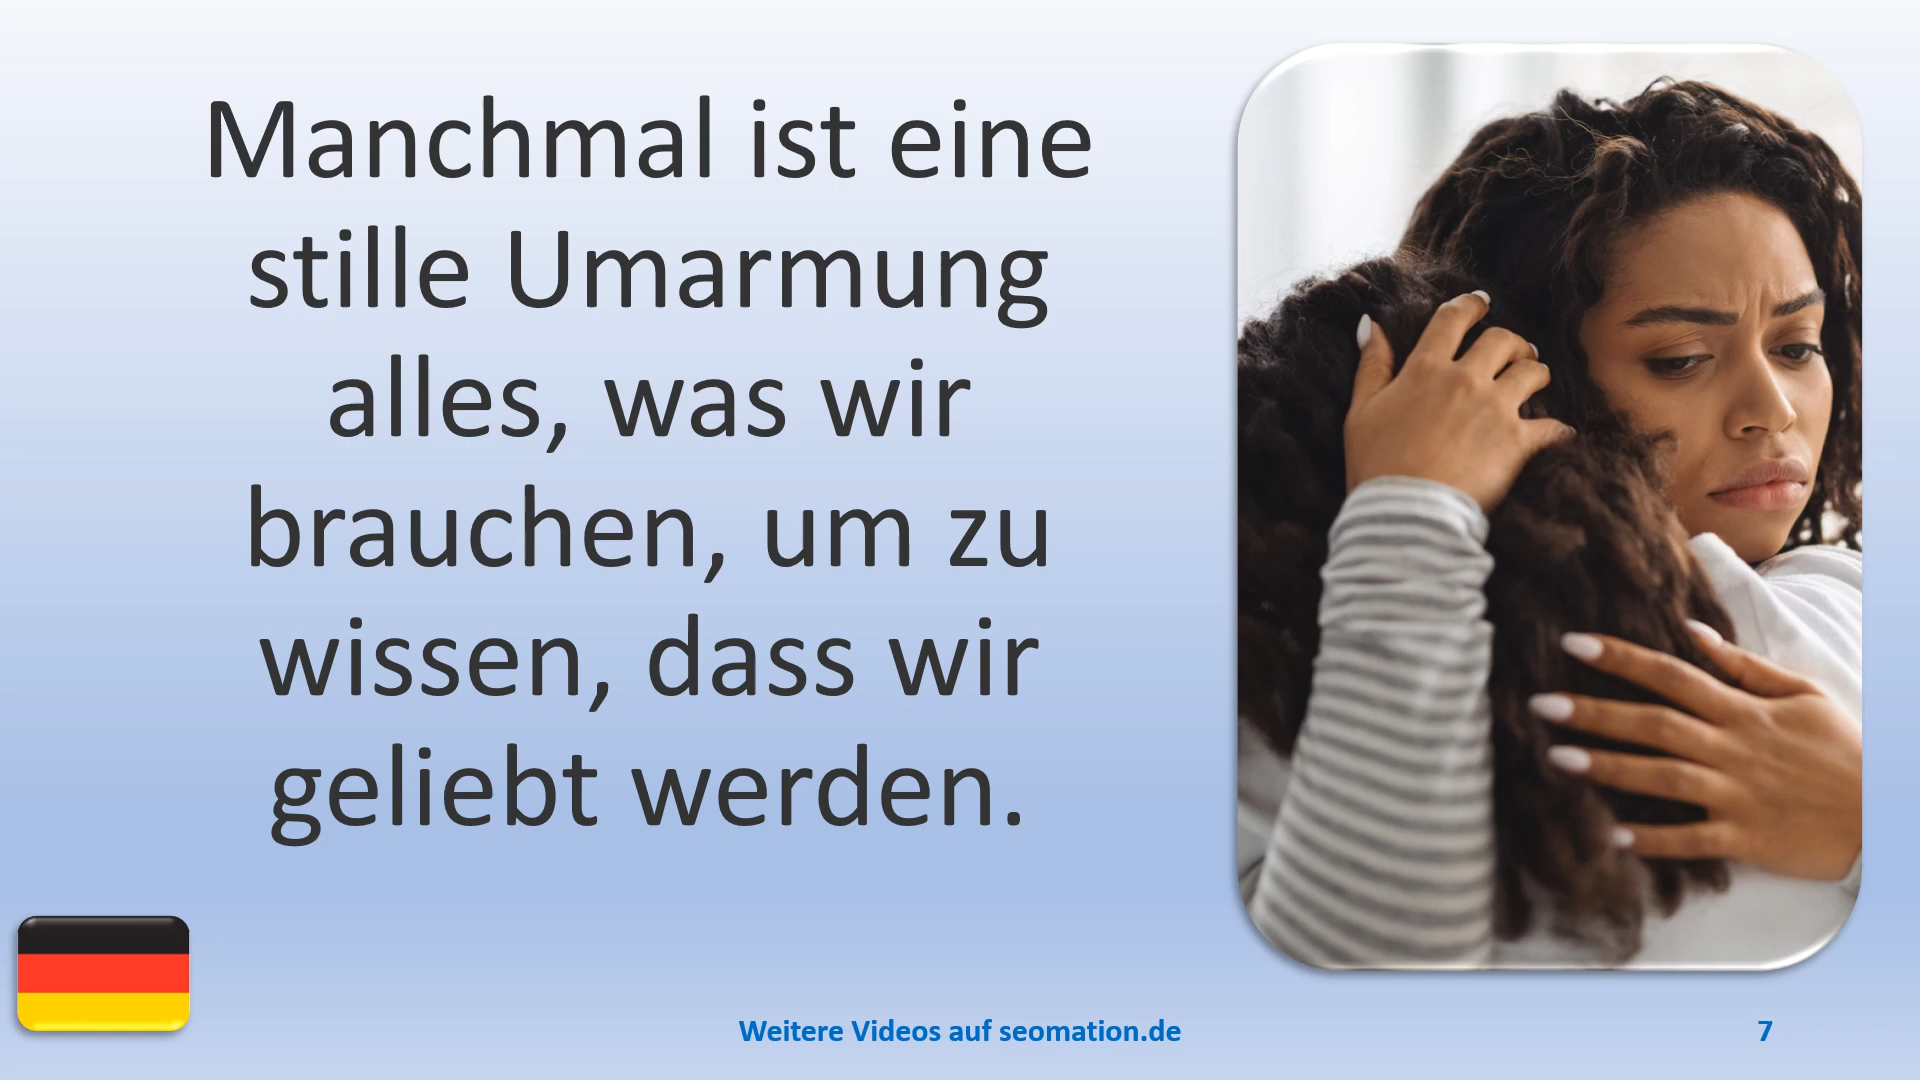 Manchmal ist eine
stille Umarmung
alles, was wir
brauchen, um zu
wissen, dass wir
geliebt werden.
Weitere Videos auf seomation.de
7